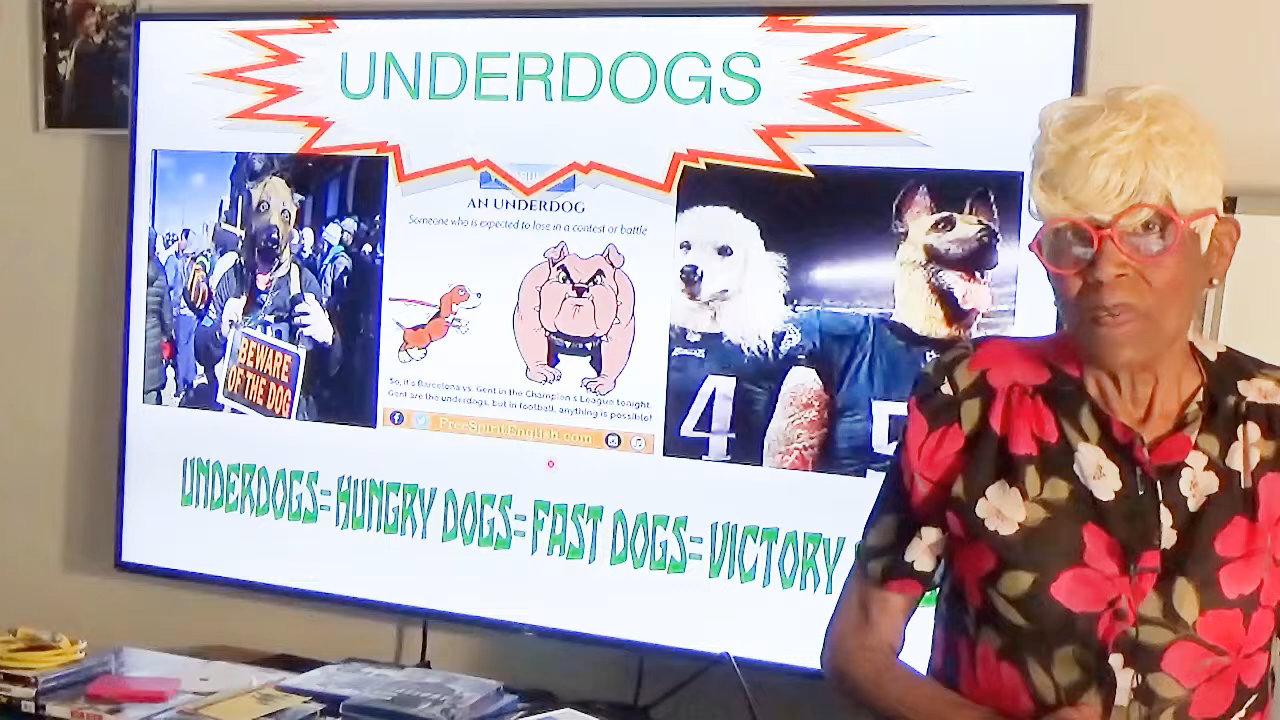 UNDERDOGS
AN UNDERDOG
Someone who is expected to lose in a contest or battle
BEWARE
OF THE DOG
4
So, it's Barcelona vs. Gent in the Champion's League tonight.
Gent are the underdogs, but in football, anything is possible!
FreeSpiritEnglish.com
UNDERDOGS=HUNGRY DOGS=FAST DOGS=VICTORY